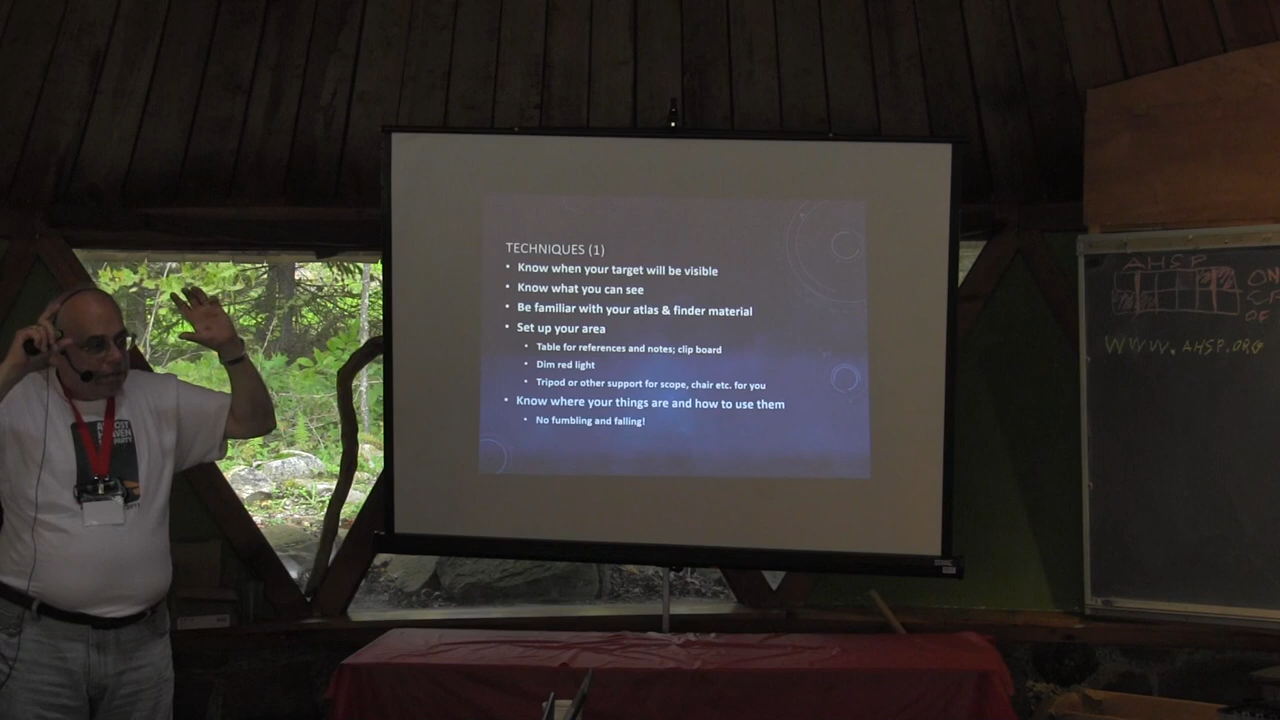 TECHNIQUES (1)
• Know when your target will be visible
• Know what you can see
• Be familiar with your atlas & finder material
• Set up your area
• Table for references and notes; clip board
• Dim red light
• Tripod or other support for scope, chair etc. for you
• Know where your things are and how to use them
• No fumbling and falling!
AHSP
ON
OF
WWW.AHSP.ORG